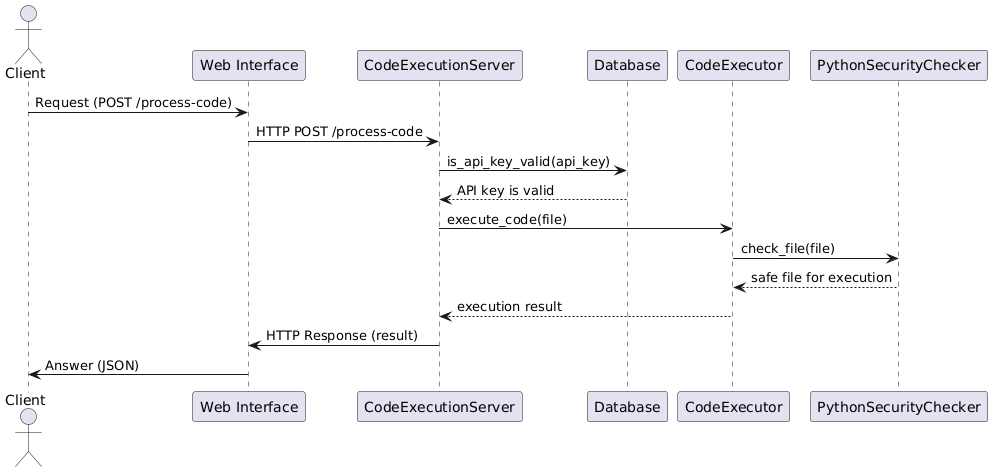 Client
Web Interface
CodeExecutionServer
Database
CodeExecutor
PythonSecurityChecker
Request (POST /process-code)
HTTP POST /process-code
is_api_key_valid(api_key)
API key is valid
execute_code(file)
check_file(file)
safe file for execution
execution result
HTTP Response (result)
Answer (JSON)
Client
Web Interface
CodeExecutionServer
Database
CodeExecutor
PythonSecurityChecker